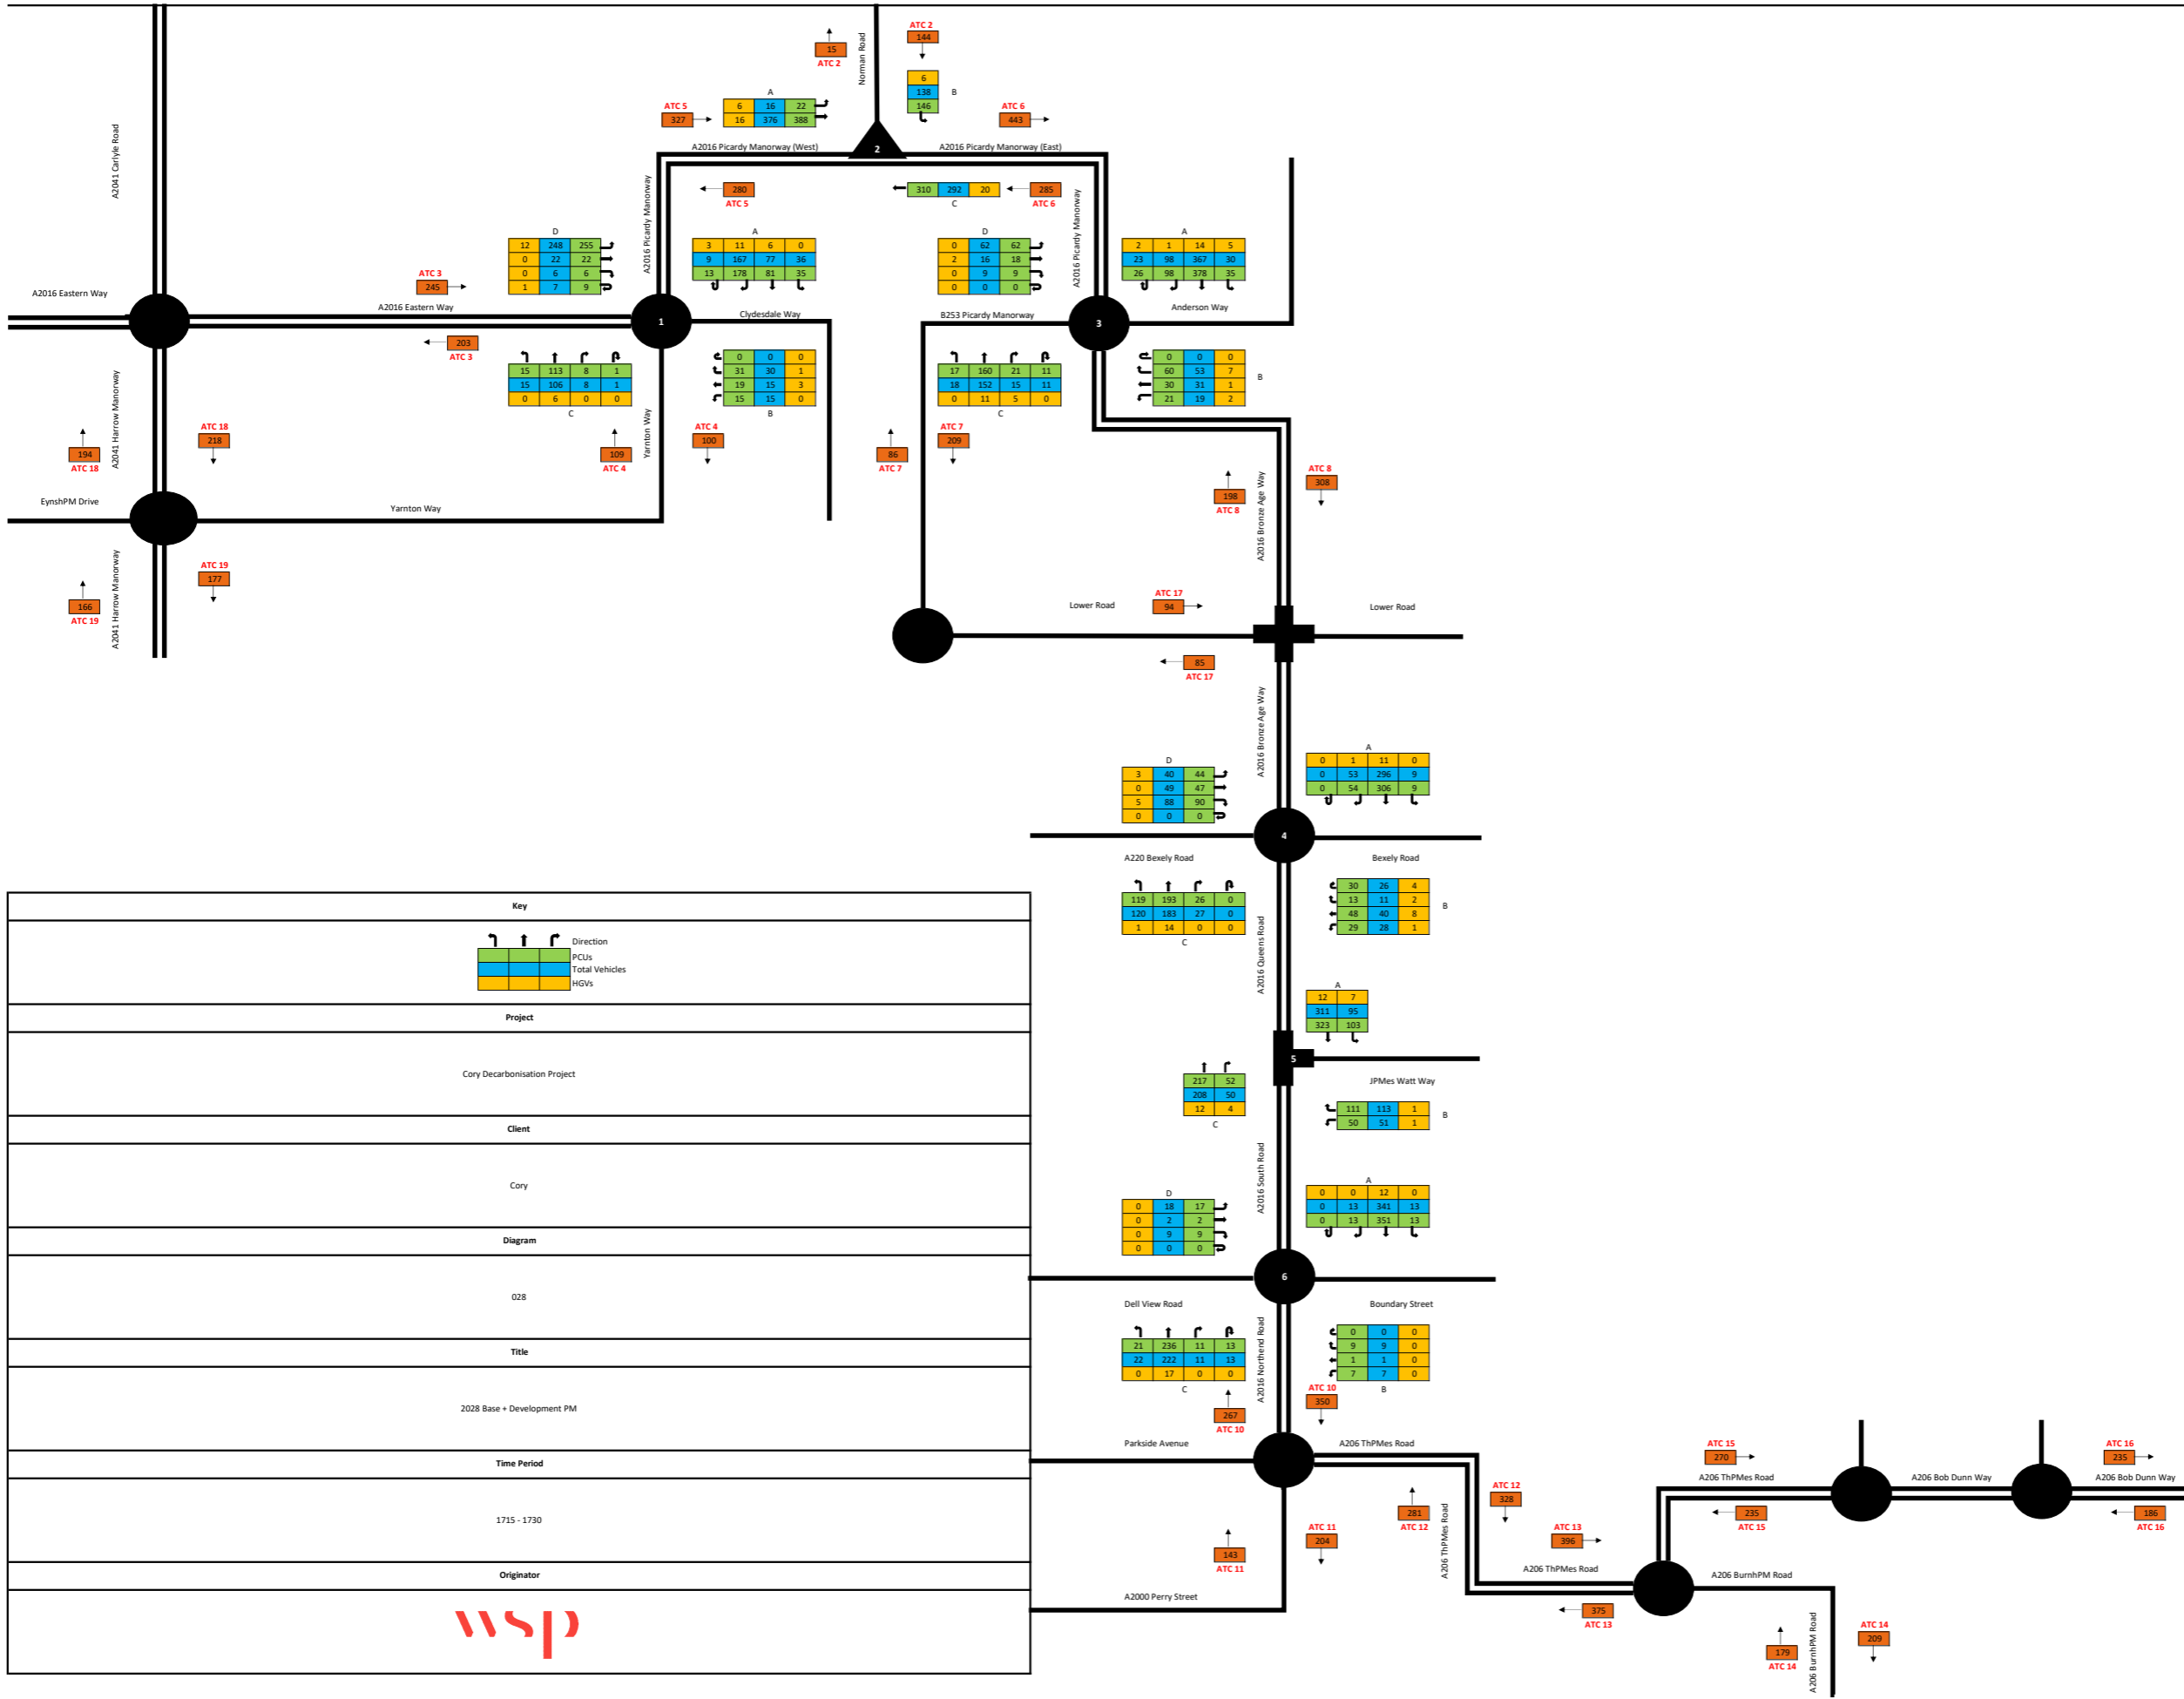 ATC 2
144
15
ATC 2
Norman Road
6
138
146
B
A
6 16 22
16 376 388
ATC 5
327
ATC 6
443
A2016 Picardy Manorway (West)
2
A2016 Picardy Manorway (East)
A2041 Carlyle Road
A2016 Picardy Manorway
280
ATC 5
310 292 20
C
285
ATC 6
A2016 Picardy Manorway
D
12 248 255
0 22 22
0 6 6
1 7 9
A
3 11 6 0
9 167 77 36
13 178 81 35
D
0 62 62
2 16 18
0 9 9
0 0 0
A
2 1 14 5
23 98 367 30
26 98 378 35
ATC 3
245
A2016 Eastern Way
A2016 Eastern Way
1
Clydesdale Way
B253 Picardy Manorway
3
Anderson Way
203
ATC 3
15 113 8 1
15 106 8 1
0 6 0 0
C
0 0 0
31 30 1
19 15 3
15 15 0
B
17 160 21 11
18 152 15 11
0 11 5 0
C
0 0 0
60 53 7
30 31 1
21 19 2
B
A2041 Harrow Manorway
194
ATC 18
ATC 18
218
109
ATC 4
Yarnton Way
ATC 4
100
86
ATC 7
ATC 7
209
198
ATC 8
A2016 Bronze Age Way
ATC 8
308
EynshPM Drive
Yarnton Way
166
ATC 19
A2041 Harrow Manorway
ATC 19
177
Lower Road
ATC 17
94
Lower Road
85
ATC 17
A2016 Bronze Age Way
D
3 40 44
0 49 47
5 88 90
0 0 0
A
0 1 11 0
0 53 296 9
0 54 306 9
4
A220 Bexely Road
Bexely Road
119 193 26 0
120 183 27 0
1 14 0 0
C
A2016 Queens Road
30 26 4
13 11 2
48 40 8
29 28 1
B
A
12 7
311 95
323 103
5
JPMes Watt Way
217 52
208 50
12 4
C
111 113 1
50 51 1
B
A2016 South Road
D
0 18 17
0 2 2
0 9 9
0 0 0
A
0 0 12 0
0 13 341 13
0 13 351 13
6
Dell View Road
Boundary Street
21 236 11 13
22 222 11 13
0 17 0 0
C
A2016 Northend Road
0 0 0
9 9 0
1 1 0
7 7 0
B
267
ATC 10
ATC 10
350
Parkside Avenue
A206 ThPMes Road
143
ATC 11
ATC 11
204
A2000 Perry Street
281
ATC 12
A206 ThPMes Road
ATC 12
328
ATC 13
396
A206 ThPMes Road
375
ATC 13
ATC 15
270
A206 ThPMes Road
235
ATC 15
A206 Bob Dunn Way
ATC 16
235
A206 Bob Dunn Way
186
ATC 16
A206 BurnhPM Road
179
ATC 14
A206 BurnhPM Road
ATC 14
209
Key
Direction
PCUs
Total Vehicles
HGVs
Project
Cory Decarbonisation Project
Client
Cory
Diagram
028
Title
2028 Base + Development PM
Time Period
1715 - 1730
Originator
wsp